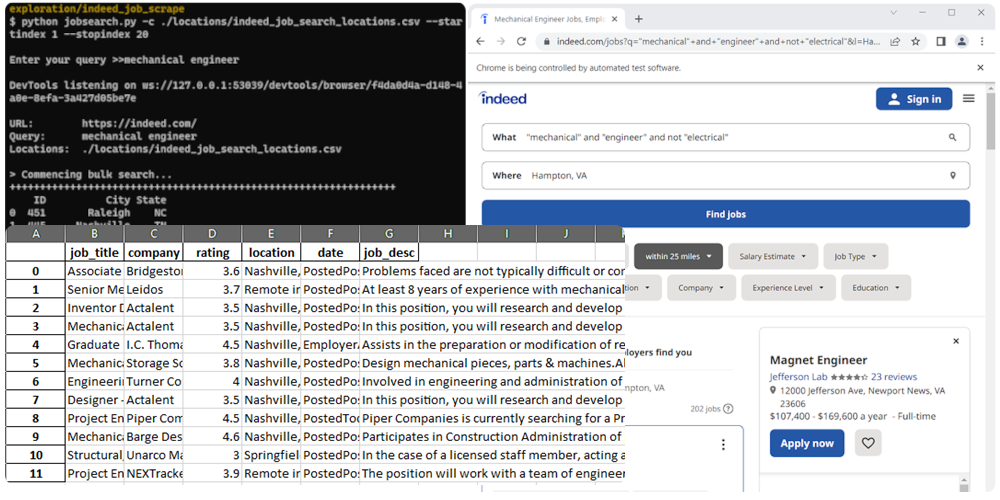 exploration/indeed_job_scrape
$ python jobsearch.py -c ./locations/indeed_job_search_locations.csv --star
tindex 1 --stopindex 20
Enter your query >>mechanical engineer
DevTools listening on ws://127.0.0.1:53039/devtools/browser/f4da0d4a-d148-4
a0e-8efa-3a427d05be7e
URL: https://indeed.com/
Query: mechanical engineer
Locations: ./locations/indeed_job_search_locations.csv
> Commencing bulk search...
++++++++++++++++++++++++++++++++++++++++++++++++++++++++++++++++
ID City State
0 451 Raleigh NC
A B C D E F G H I J
job_title company rating location date job_desc
0 Associate Bridgeston 3.6 Nashville, PostedPos Problems faced are not typically difficult or con
1 Senior Me Leidos 3.7 Remote in PostedPos At least 8 years of experience with mechanical
2 Inventor D Actalent 3.5 Nashville, PostedPos In this position, you will research and develop
3 Mechanica Actalent 3.5 Nashville, PostedPos In this position, you will research and develop
4 Graduate I.C. Thoma 4.5 Nashville, EmployerA Assists in the preparation or modification of re
5 Mechanica Storage So 3.8 Nashville, PostedPos Design mechanical pieces, parts & machines.Al
6 Engineerin Turner Co 4 Nashville, PostedPos Involved in engineering and administration of
7 Designer - Actalent 3.5 Nashville, PostedPos In this position, you will research and develop
8 Project En Piper Com 4.5 Nashville, PostedTod Piper Companies is currently searching for a Pr
9 Mechanica Barge Des 4.6 Nashville, PostedPos Participates in Construction Administration of
10 Structural, Unarco Ma 3 Springfiel PostedPos In the case of a licensed staff member, acting a
11 Project En NEXTracke 3.9 Remote in PostedPos The position will work with a team of engineer
Mechanical Engineer Jobs, Emplo
indeed.com/jobs?q="mechanical"+and+"engineer"+and+not+"electrical"&l=Ha...
Chrome is being controlled by automated test software.
indeed Sign in
What "mechanical" and "engineer" and not "electrical"
Where Hampton, VA
Find jobs
within 25 miles Salary Estimate Job Type
tion Company Experience Level Education
loyers find you
mpton, VA
202 jobs
Magnet Engineer
Jefferson Lab 23 reviews
12000 Jefferson Ave, Newport News, VA
23606
$107,400 - $169,600 a year - Full-time
Apply now